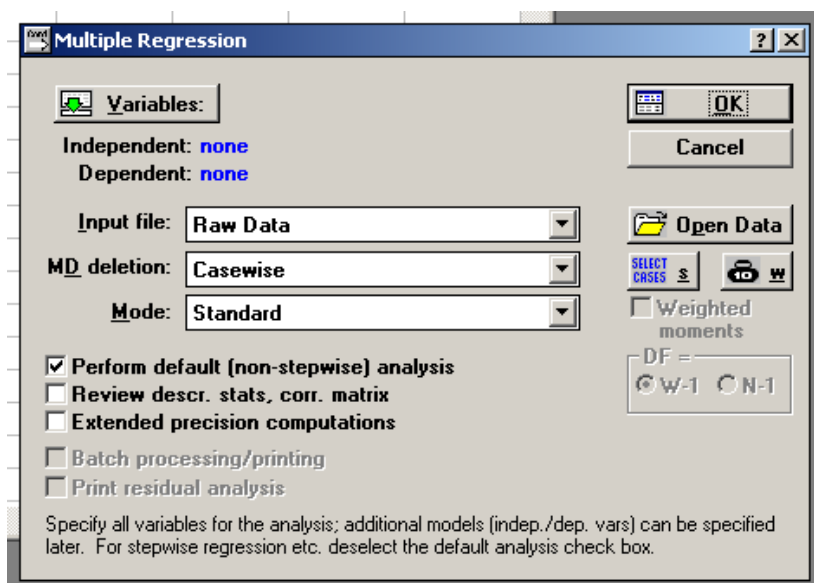 Multiple Regression
Variables:
OK
Independent: none
Dependent: none
Cancel
Input file: Raw Data
Open Data
MD deletion: Casewise
SELECT CASES S
10 W
Mode: Standard
Weighted moments
DF =
W-1 N-1
Perform default (non-stepwise) analysis
Review descr. stats, corr. matrix
Extended precision computations
Batch processing/printing
Print residual analysis
Specify all variables for the analysis; additional models (indep./dep. vars) can be specified
later. For stepwise regression etc. deselect the default analysis check box.